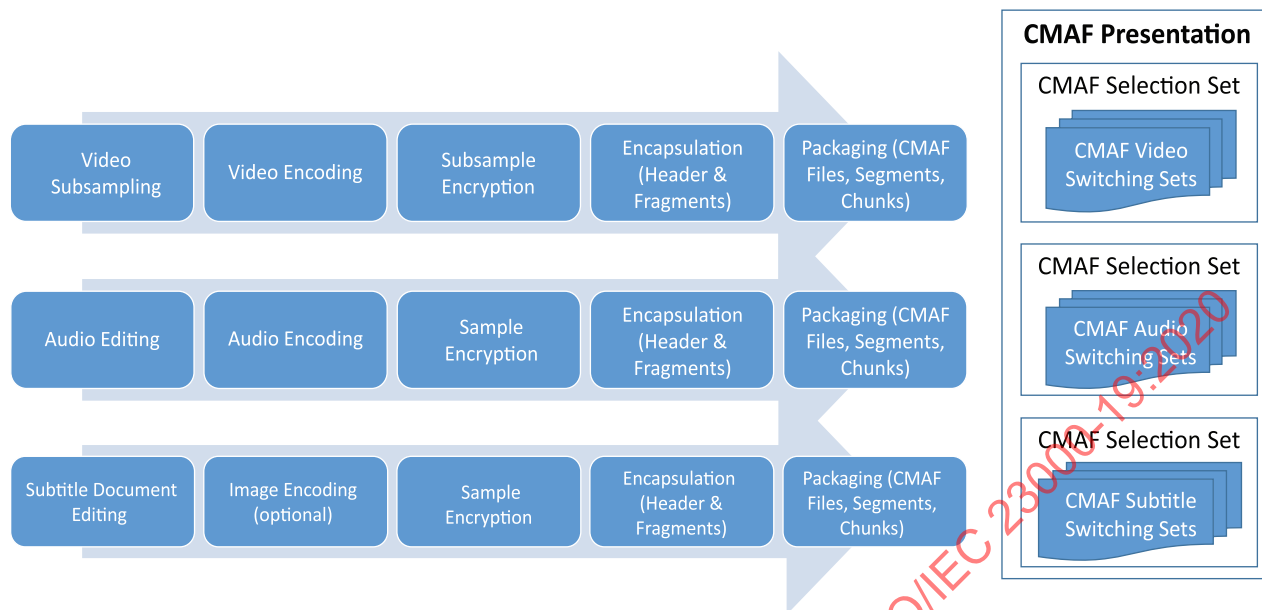 CMAF Presentation
Video
Subsampling
Video Encoding
Subsample
Encryption
Encapsulation
(Header &
Fragments)
Packaging (CMAF
Files, Segments,
Chunks)
CMAF Selection Set
CMAF Video
Switching Sets
Audio Editing
Audio Encoding
Sample
Encryption
Encapsulation
(Header &
Fragments)
Packaging (CMAF
Files, Segments,
Chunks)
CMAF Selection Set
CMAF Audio
Switching Sets
Subtitle Document
Editing
Image Encoding
(optional)
Sample
Encryption
Encapsulation
(Header &
Fragments)
Packaging (CMAF
Files, Segments,
Chunks)
CMAF Selection Set
CMAF Subtitle
Switching Sets
O/IEC 23000-19:2020